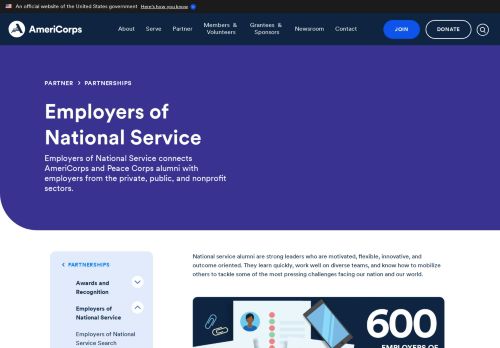 An official website of the United States government Here's how you know
AmeriCorps
About Serve Partner Members & Volunteers Grantees & Sponsors Newsroom Contact JOIN DONATE
PARTNER > PARTNERSHIPS
Employers of
National Service
Employers of National Service connects
AmeriCorps and Peace Corps alumni with
employers from the private, public, and nonprofit
sectors.
PARTNERSHIPS
Awards and
Recognition
Employers of
National Service
Employers of National
Service Search
National service alumni are strong leaders who are motivated, flexible, innovative, and
outcome oriented. They learn quickly, work well on diverse teams, and know how to mobilize
others to tackle some of the most pressing challenges facing our nation and our world.
600
EMPLOYERS OF